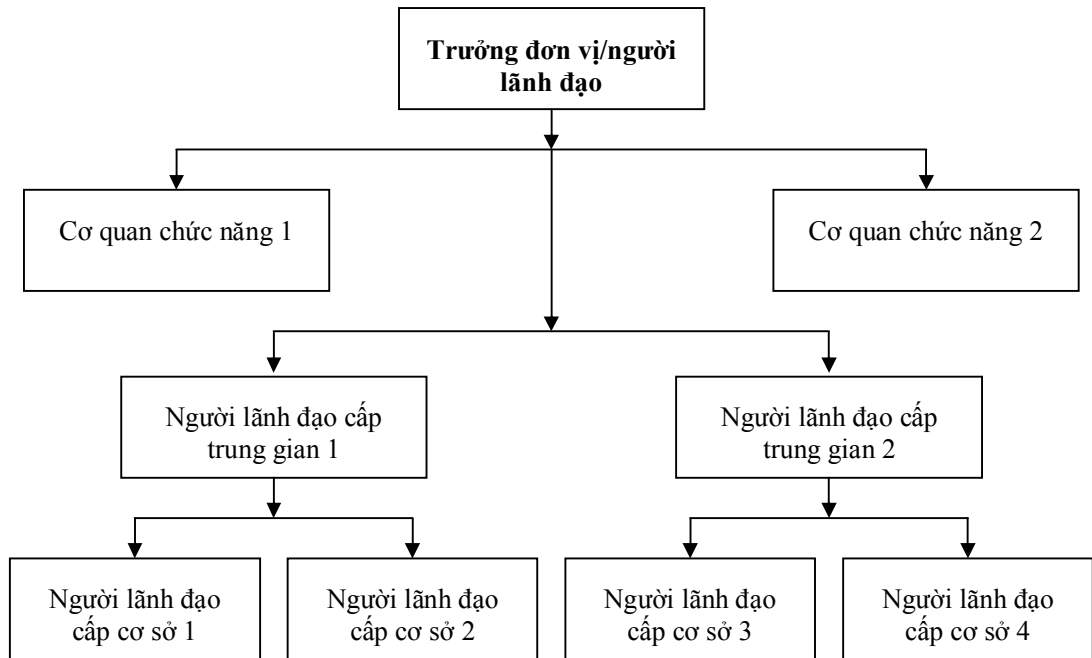 Trưởng đơn vị/người
lãnh đạo
Cơ quan chức năng 1
Cơ quan chức năng 2
Người lãnh đạo cấp
trung gian 1
Người lãnh đạo cấp
trung gian 2
Người lãnh đạo
cấp cơ sở 1
Người lãnh đạo
cấp cơ sở 2
Người lãnh đạo
cấp cơ sở 3
Người lãnh đạo
cấp cơ sở 4